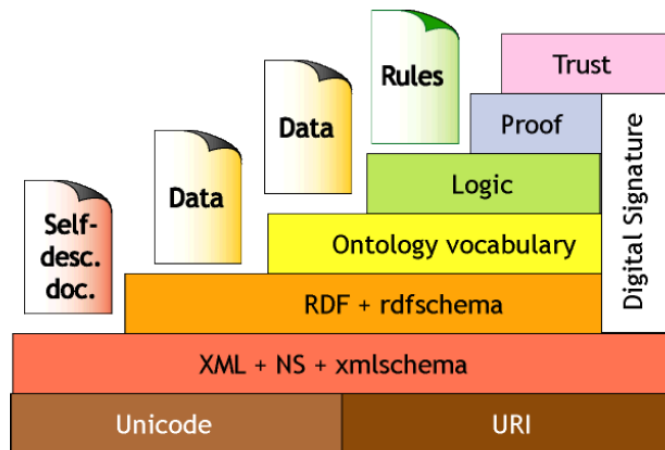 Rules
Trust
Data
Proof
Data
Logic
Self-
desc.
doc.
Ontology vocabulary
Digital Signature
RDF + rdfschema
XML + NS + xmlschema
Unicode
URI